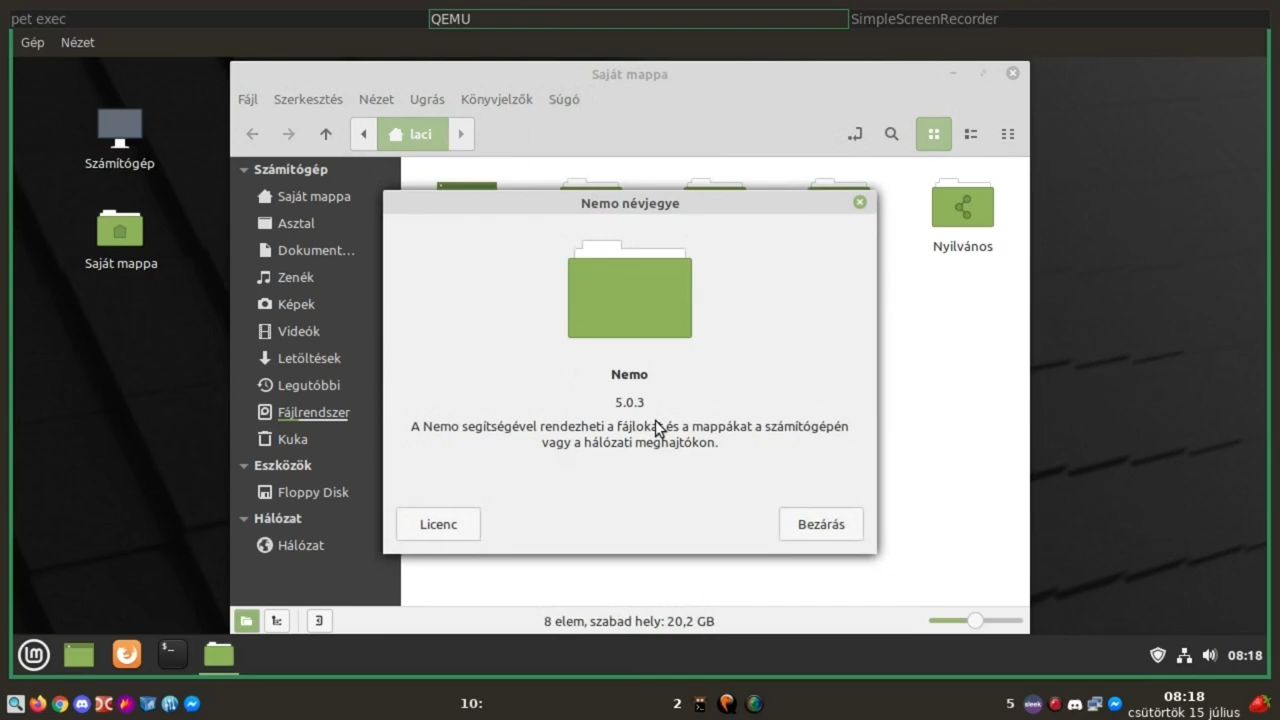 pet exec
QEMU
SimpleScreenRecorder
Gép Nézet
Saját mappa
Fájl Szerkesztés Nézet Ugrás Könyvjelzők Súgó
laci
Számítógép
Saját mappa
Számítógép
Saját mappa
Asztal
Dokument...
Zenék
Képek
Videók
Letöltések
Legutóbbi
Fájlrendszer
Kuka
Eszközök
Floppy Disk
Hálózat
Hálózat
Nyilvános
Nemo névjegye
Nemo
5.0.3
A Nemo segítségével rendezheti a fájlokat és a mappákat a számítógépén
vagy a hálózati meghajtókon.
Licenc
Bezárás
8 elem, szabad hely: 20,2 GB
08:18
10:
2
5
08:18
csütörtök 15 július